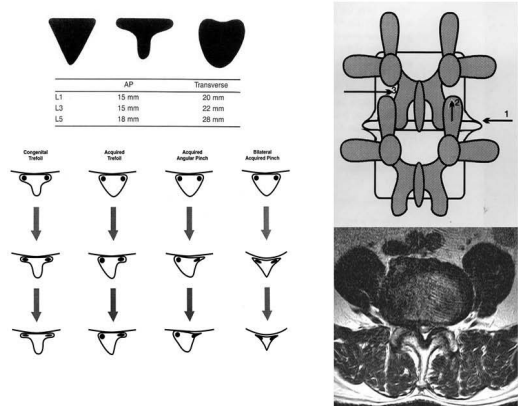 AP Transverse
L1 15 mm 20 mm
L3 15 mm 22 mm
L5 18 mm 28 mm
Congenital Trefoil
Acquired Trefoil
Acquired Angular Pinch
Bilateral Acquired Pinch
3
2
1